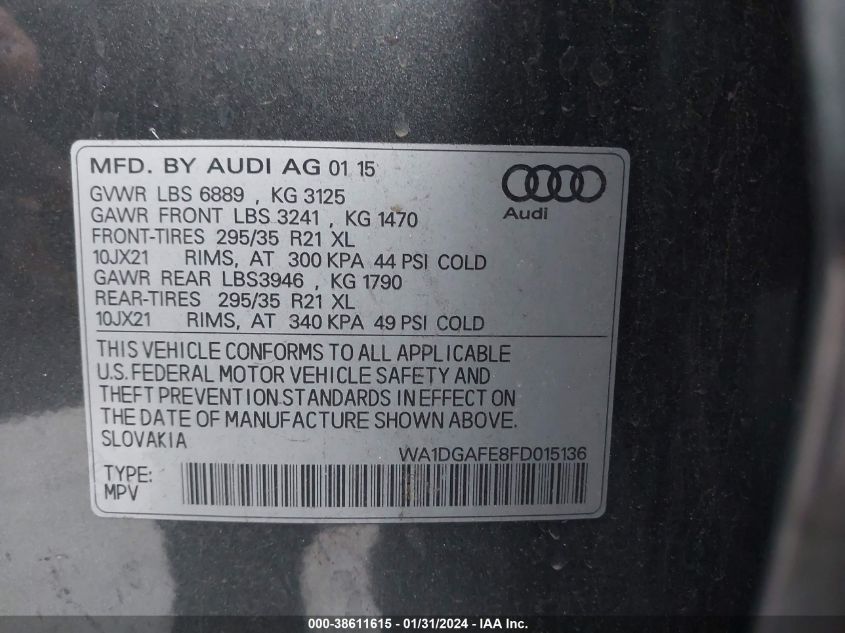 MFD. BY AUDI AG 01 15
GVWR LBS 6889 , KG 3125
GAWR FRONT LBS 3241 , KG 1470
FRONT-TIRES 295/35 R21 XL
10JX21 RIMS, AT 300 KPA 44 PSI COLD
GAWR REAR LBS3946 , KG 1790
REAR-TIRES 295/35 R21 XL
10JX21 RIMS, AT 340 KPA 49 PSI COLD
Audi
THIS VEHICLE CONFORMS TO ALL APPLICABLE
U.S. FEDERAL MOTOR VEHICLE SAFETY AND
THEFT PREVENTION STANDARDS IN EFFECT ON
THE DATE OF MANUFACTURE SHOWN ABOVE.
SLOVAKIA
WA1DGAFE8FD015136
TYPE:
MPV
000-38611615 - 01/31/2024 - IAA Inc.